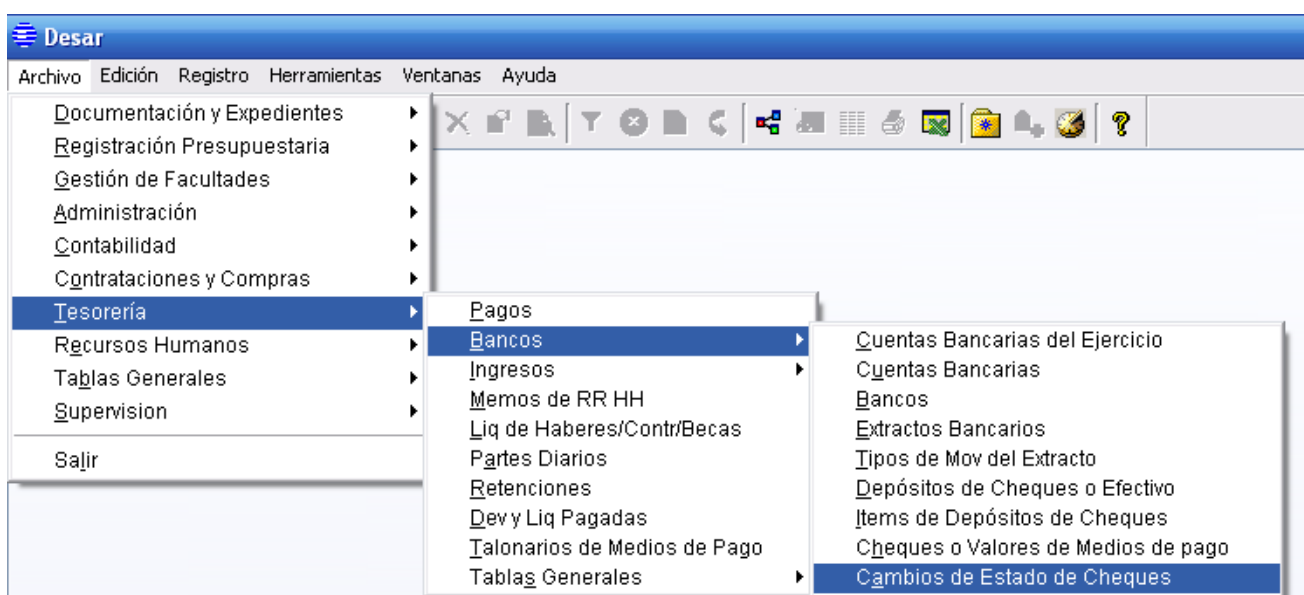 Desar
Archivo Edición Registro Herramientas Ventanas Ayuda
Documentación y Expedientes
Registración Presupuestaria
Gestión de Facultades
Administración
Contabilidad
Contrataciones y Compras
Tesorería
Recursos Humanos
Tablas Generales
Supervision
Salir
Pagos
Bancos
Ingresos
Memos de RR HH
Liq de Haberes/Contr/Becas
Partes Diarios
Retenciones
Dev y Liq Pagadas
Talonarios de Medios de Pago
Tablas Generales
Cuentas Bancarias del Ejercicio
Cuentas Bancarias
Bancos
Extractos Bancarios
Tipos de Mov del Extracto
Depósitos de Cheques o Efectivo
Items de Depósitos de Cheques
Cheques o Valores de Medios de pago
Cambios de Estado de Cheques